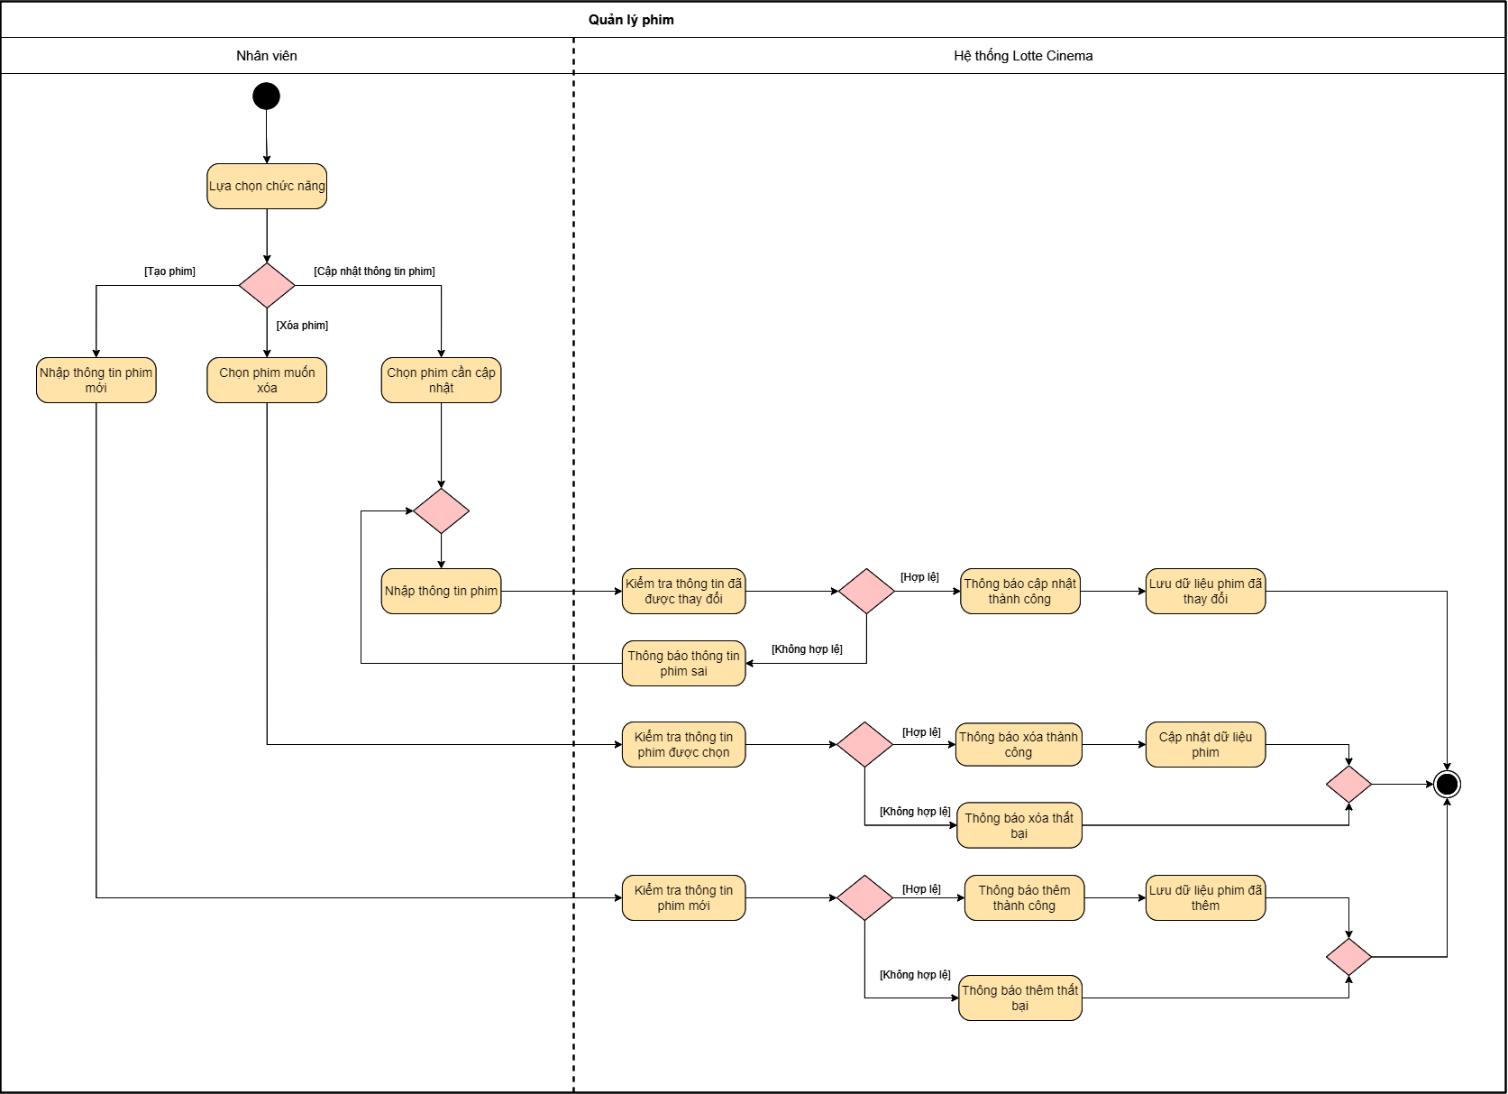 Quản lý phim
Nhân viên
Hệ thống Lotte Cinema
Lựa chọn chức năng
[Tạo phim]
[Cập nhật thông tin phim]
[Xóa phim]
Nhập thông tin phim
mới
Chọn phim muốn
xóa
Chọn phim cần cập
nhật
Nhập thông tin phim
Kiểm tra thông tin đã
được thay đổi
[Hợp lệ]
Thông báo cập nhật
thành công
Lưu dữ liệu phim đã
thay đổi
[Không hợp lệ]
Thông báo thông tin
phim sai
Kiểm tra thông tin
phim được chọn
[Hợp lệ]
Thông báo xóa thành
công
Cập nhật dữ liệu
phim
[Không hợp lệ]
Thông báo xóa thất
bại
Kiểm tra thông tin
phim mới
[Hợp lệ]
Thông báo thêm
thành công
Lưu dữ liệu phim đã
thêm
[Không hợp lệ]
Thông báo thêm thất
bại